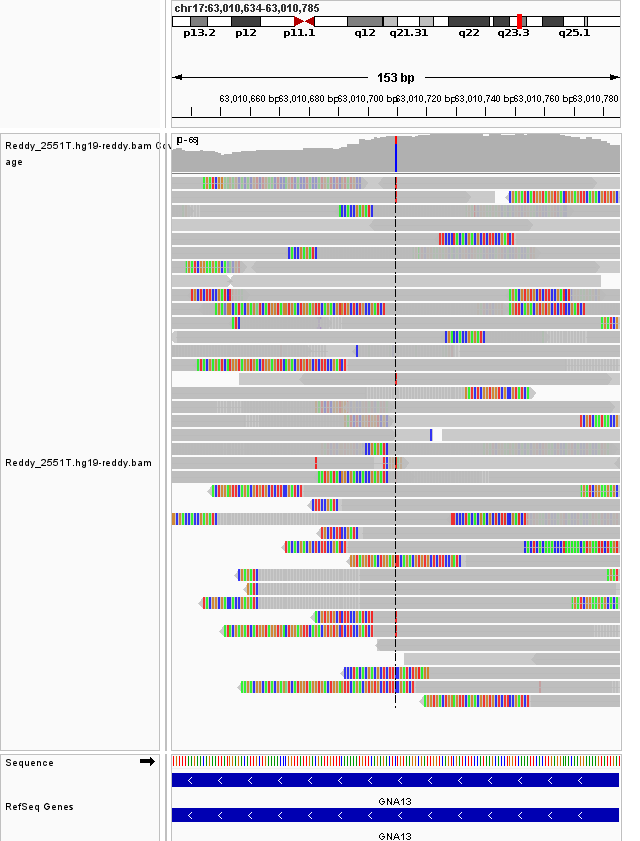 chr17:63,010,634-63,010,785
p13.2 p12 p11.1 q12 q21.31 q22 q23.3 q25.1
153 bp
63,010,660 bp 63,010,680 bp 63,010,700 bp 63,010,720 bp 63,010,740 bp 63,010,760 bp 63,010,780
Reddy_2551T.hg19-reddy.bam Cov
age
[0-69]
Reddy_2551T.hg19-reddy.bam
Sequence
RefSeq Genes
GNA13
GNA13